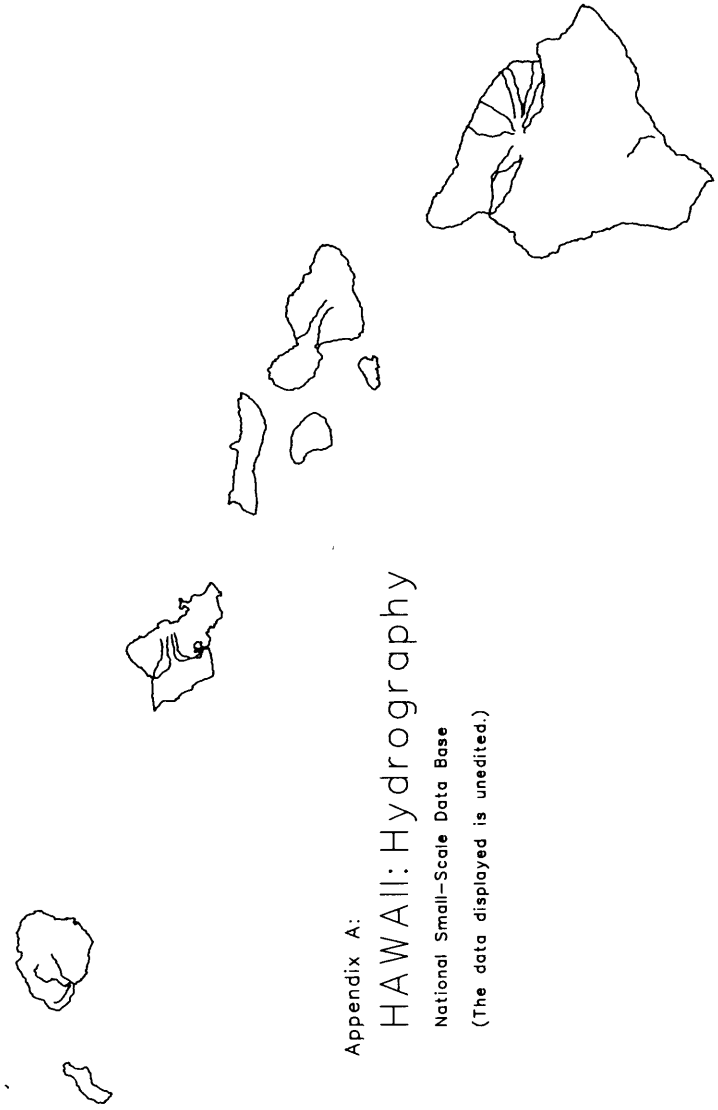 Appendix A:
HAWAII: Hydrography
National Small-Scale Data Base
(The data displayed is unedited.)